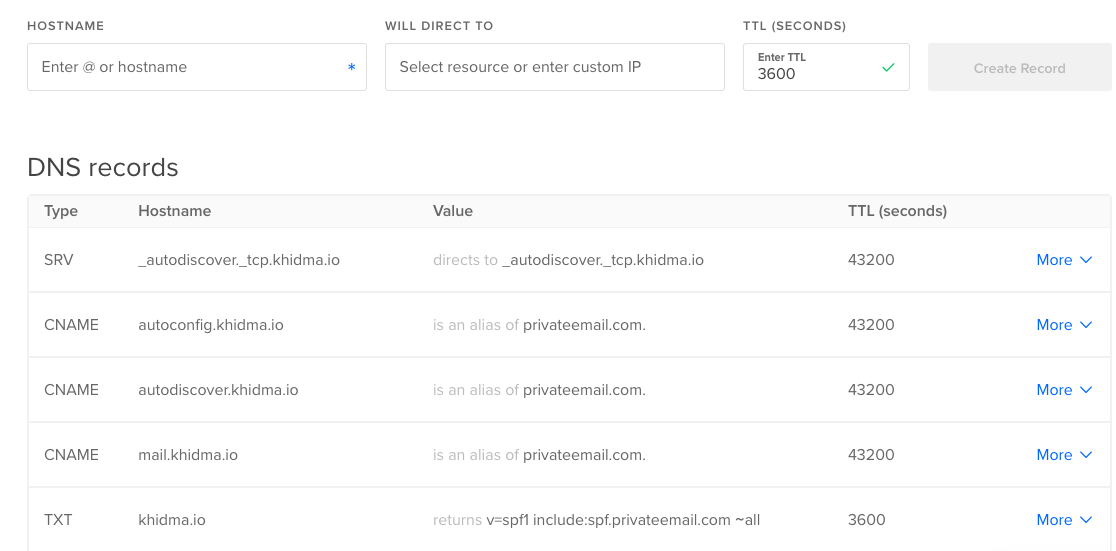 HOSTNAME WILL DIRECT TO TTL (SECONDS)
Enter @ or hostname * Select resource or enter custom IP Enter TTL 3600 Create Record
DNS records
Type Hostname Value TTL (seconds)
SRV _autodiscover._tcp.khidma.io directs to _autodiscover._tcp.khidma.io 43200 More
CNAME autoconfig.khidma.io is an alias of privateemail.com. 43200 More
CNAME autodiscover.khidma.io is an alias of privateemail.com. 43200 More
CNAME mail.khidma.io is an alias of privateemail.com. 43200 More
TXT khidma.io returns v=spf1 include:spf.privateemail.com ~all 3600 More